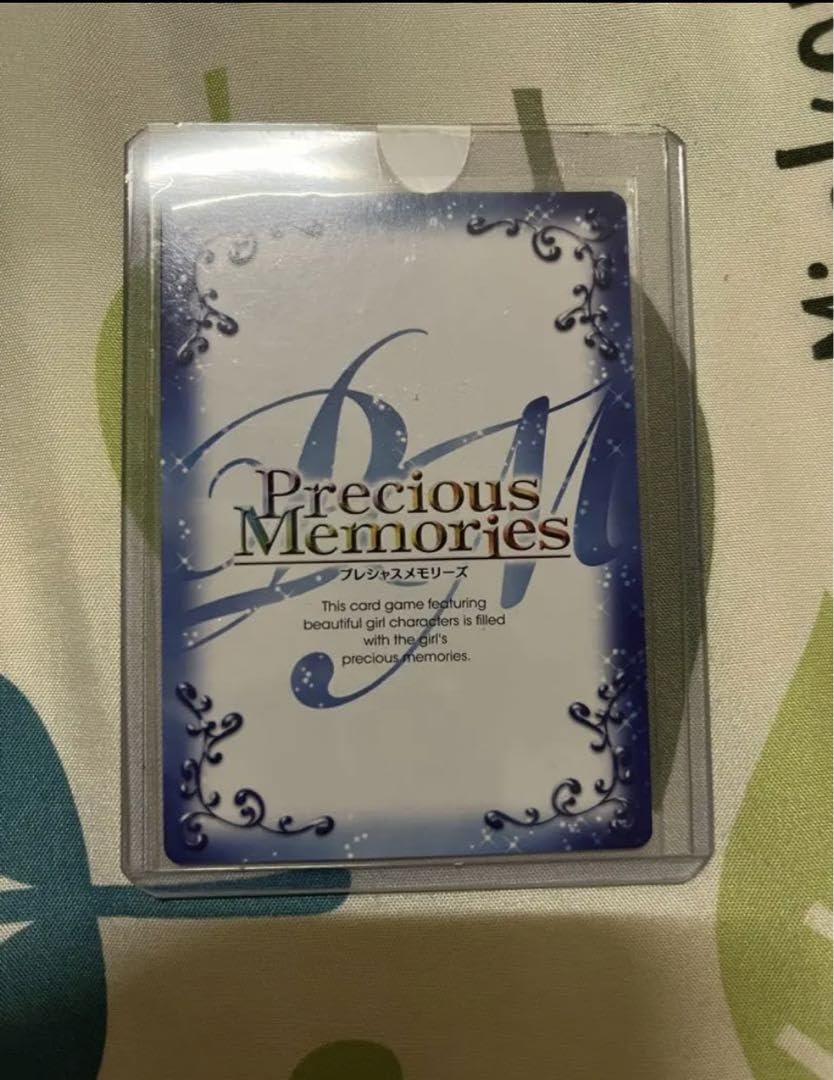 Precious
Memories
プレシャスメモリーズ
This card game featuring
beautiful girl characters is filled
with the girl's
precious memories.